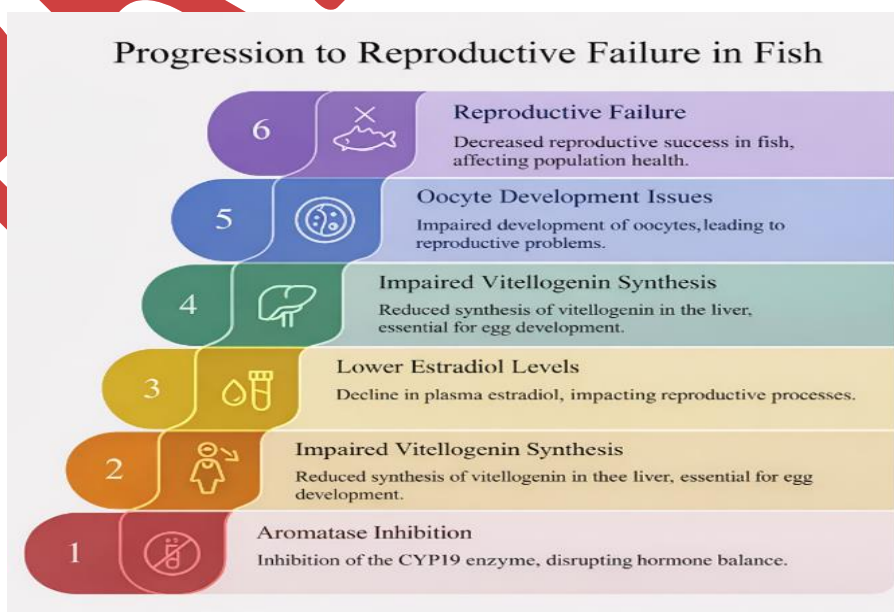 Progression to Reproductive Failure in Fish
6
Reproductive Failure
Decreased reproductive success in fish,
affecting population health.
5
Oocyte Development Issues
Impaired development of oocytes, leading to
reproductive problems.
4
Impaired Vitellogenin Synthesis
Reduced synthesis of vitellogenin in the liver,
essential for egg development.
3
Lower Estradiol Levels
Decline in plasma estradiol, impacting reproductive processes.
2
Impaired Vitellogenin Synthesis
Reduced synthesis of vitellogenin in thee liver, essential for egg
development.
1
Aromatase Inhibition
Inhibition of the CYP19 enzyme, disrupting hormone balance.